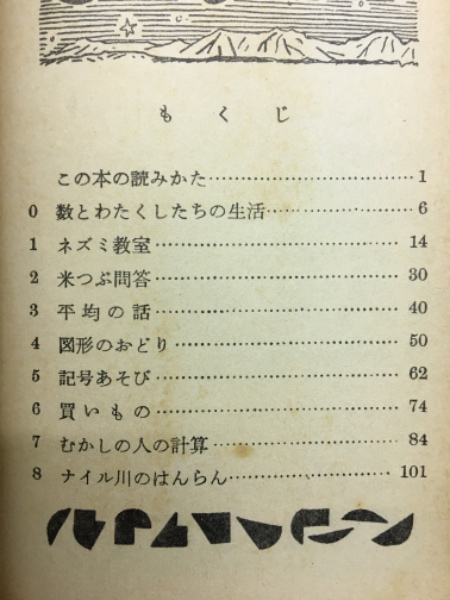 もくじ
この本の読みかた……………………………… 1
0 数とわたくしたちの生活…………………… 6
1 ネズミ教室………………………………… 14
2 米つぶ問答………………………………… 30
3 平均の話…………………………………… 40
4 図形のおどり……………………………… 50
5 記号あそび………………………………… 62
6 買いもの…………………………………… 74
7 むかしの人の計算………………………… 84
8 ナイル川のはんらん……………………… 101